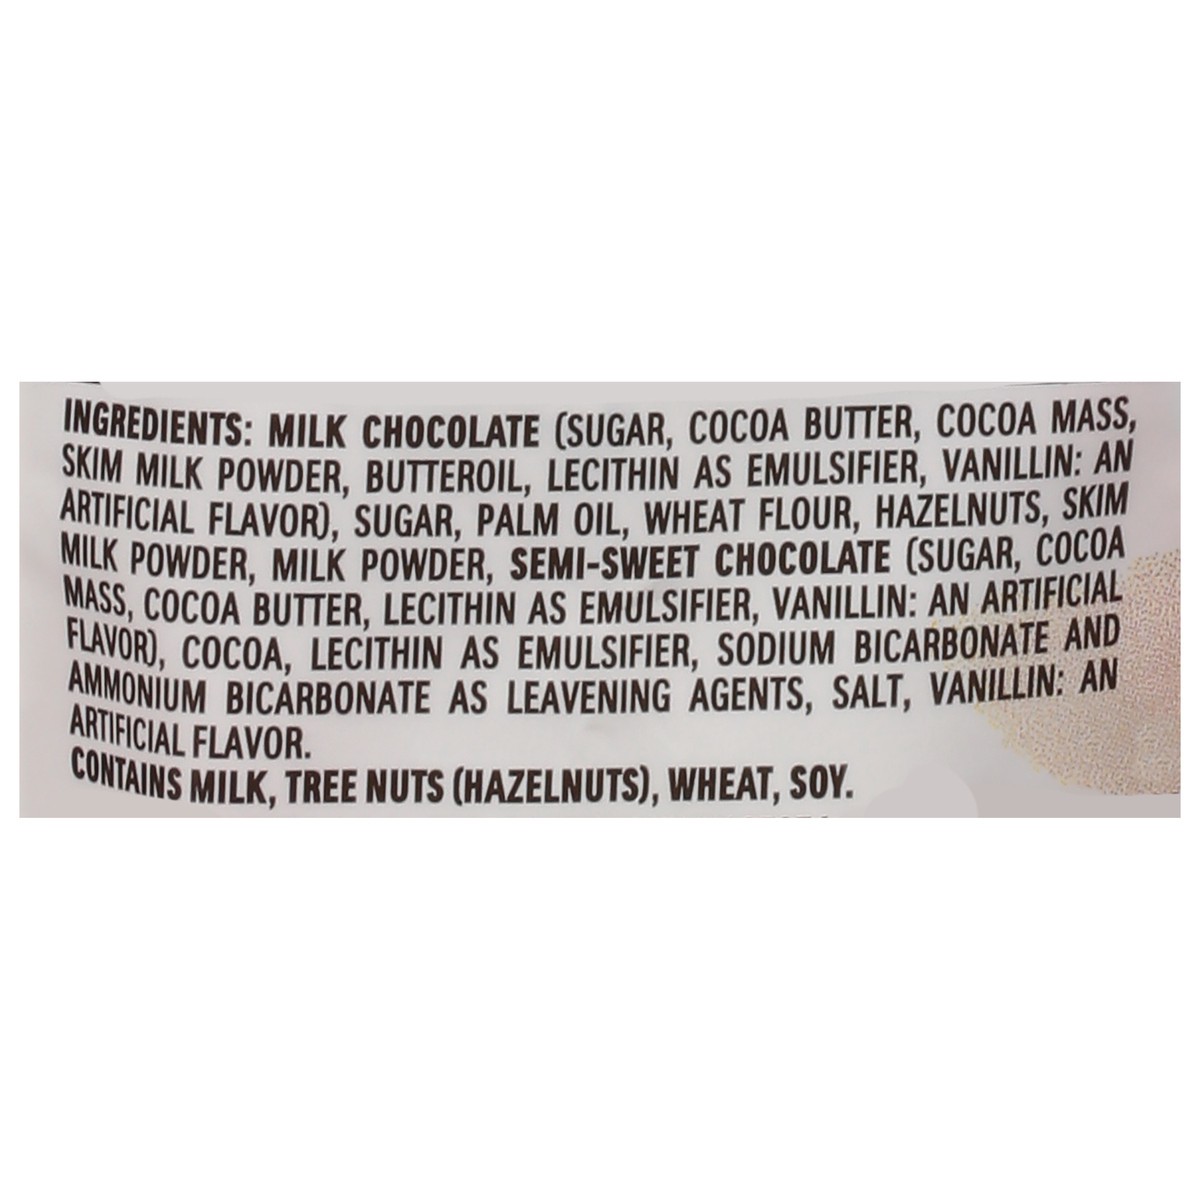 INGREDIENTS: MILK CHOCOLATE (SUGAR, COCOA BUTTER, COCOA MASS,
SKIM MILK POWDER, BUTTEROIL, LECITHIN AS EMULSIFIER, VANILLIN: AN
ARTIFICIAL FLAVOR), SUGAR, PALM OIL, WHEAT FLOUR, HAZELNUTS, SKIM
MILK POWDER, MILK POWDER, SEMI-SWEET CHOCOLATE (SUGAR, COCOA
MASS, COCOA BUTTER, LECITHIN AS EMULSIFIER, VANILLIN: AN ARTIFICIAL
FLAVOR), COCOA, LECITHIN AS EMULSIFIER, SODIUM BICARBONATE AND
AMMONIUM BICARBONATE AS LEAVENING AGENTS, SALT, VANILLIN: AN
ARTIFICIAL FLAVOR.
CONTAINS MILK, TREE NUTS (HAZELNUTS), WHEAT, SOY.